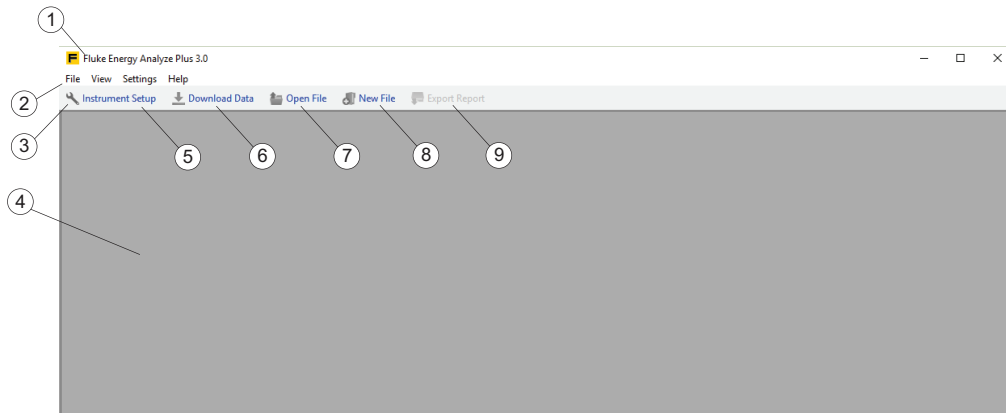 1
Fluke Energy Analyze Plus 3.0
File View Settings Help
2
Instrument Setup Download Data Open File New File Export Report
3 5 6 7 8 9
4